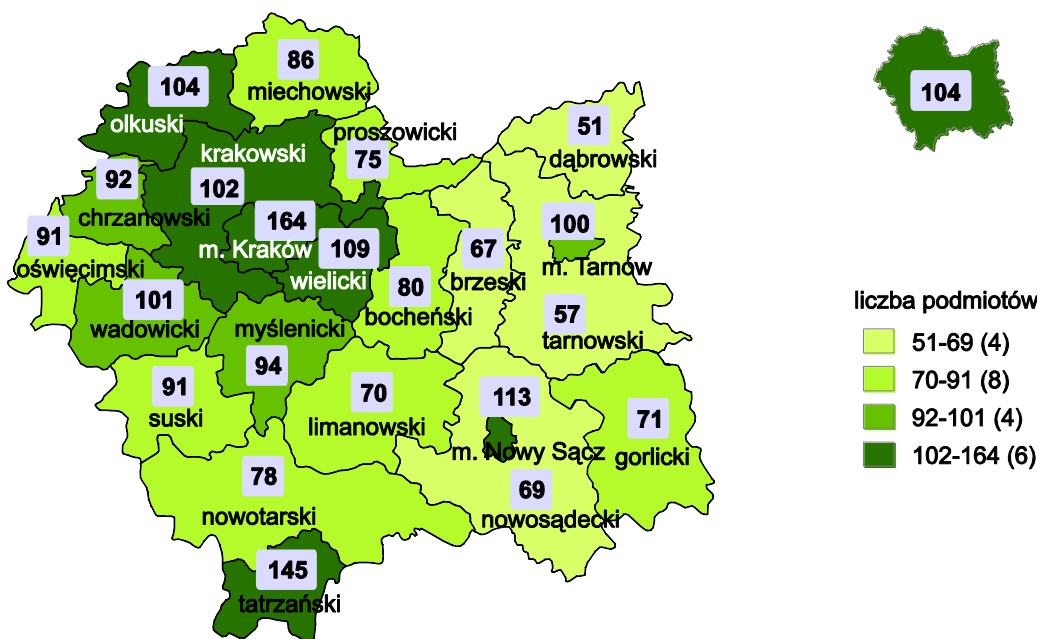 86
miechowski
104
olkuski
104
proszowicki
75
51
dąbrowski
krakowski
102
92
chrzanowski
164
m. Kraków
109
wielicki
100
m. Tarnów
91
oświęcimski
67
brzeski
80
bocheński
101
wadowicki
57
tarnowski
myślenicki
94
91
suski
70
limanowski
113
m. Nowy Sącz
71
gorlicki
78
nowotarski
69
nowosądecki
145
tatrzański
liczba podmiotów
51-69 (4)
70-91 (8)
92-101 (4)
102-164 (6)